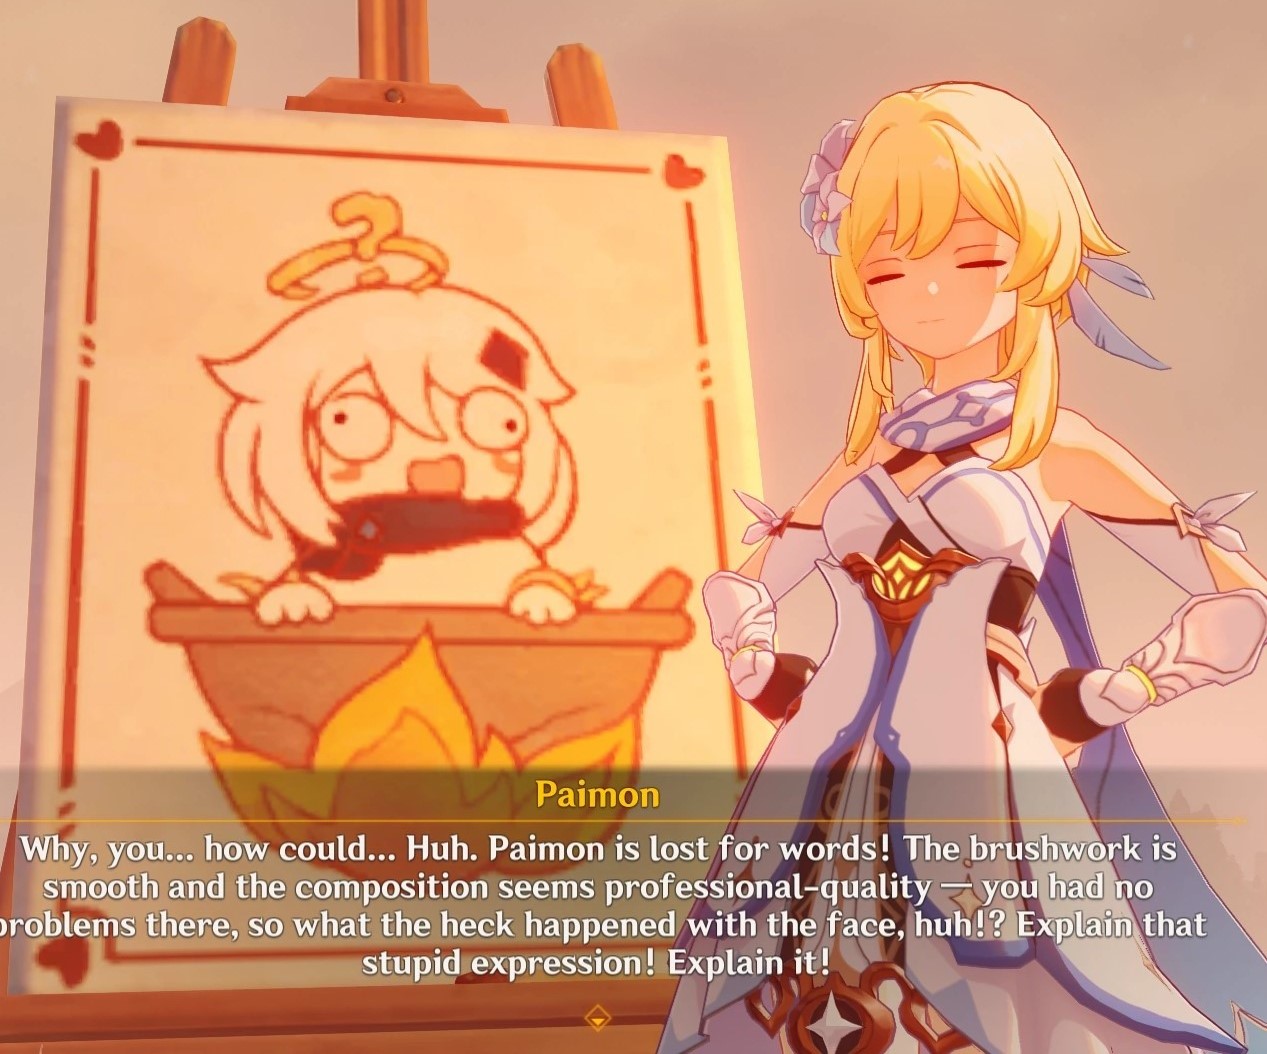 Paimon
Why, you... how could... Huh. Paimon is lost for words! The brushwork is
smooth and the composition seems professional-quality — you had no
problems there, so what the heck happened with the face, huh!? Explain that
stupid expression! Explain it!